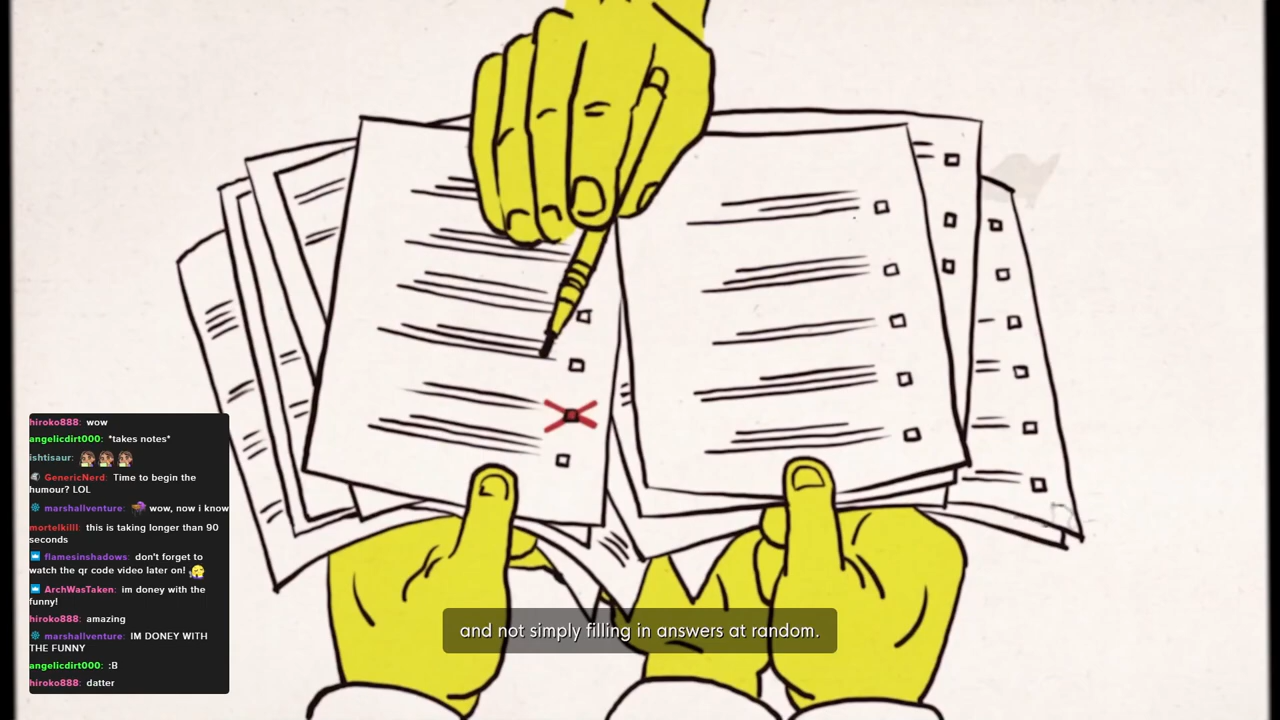 hiroko888: wow
angelicdirt000: *takes notes*
ishtisaur:
GenericNerd: Time to begin the
humour? LOL
marshallventure: wow, now i know
mortelkilll: this is taking longer than 90
seconds
flamesinshadows: don't forget to
watch the qr code video later on!
ArchWasTaken: im doney with the
funny!
hiroko888: amazing
marshallventure: IM DONEY WITH
THE FUNNY
angelicdirt000: :B
hiroko888: datter
and not simply filling in answers at random.